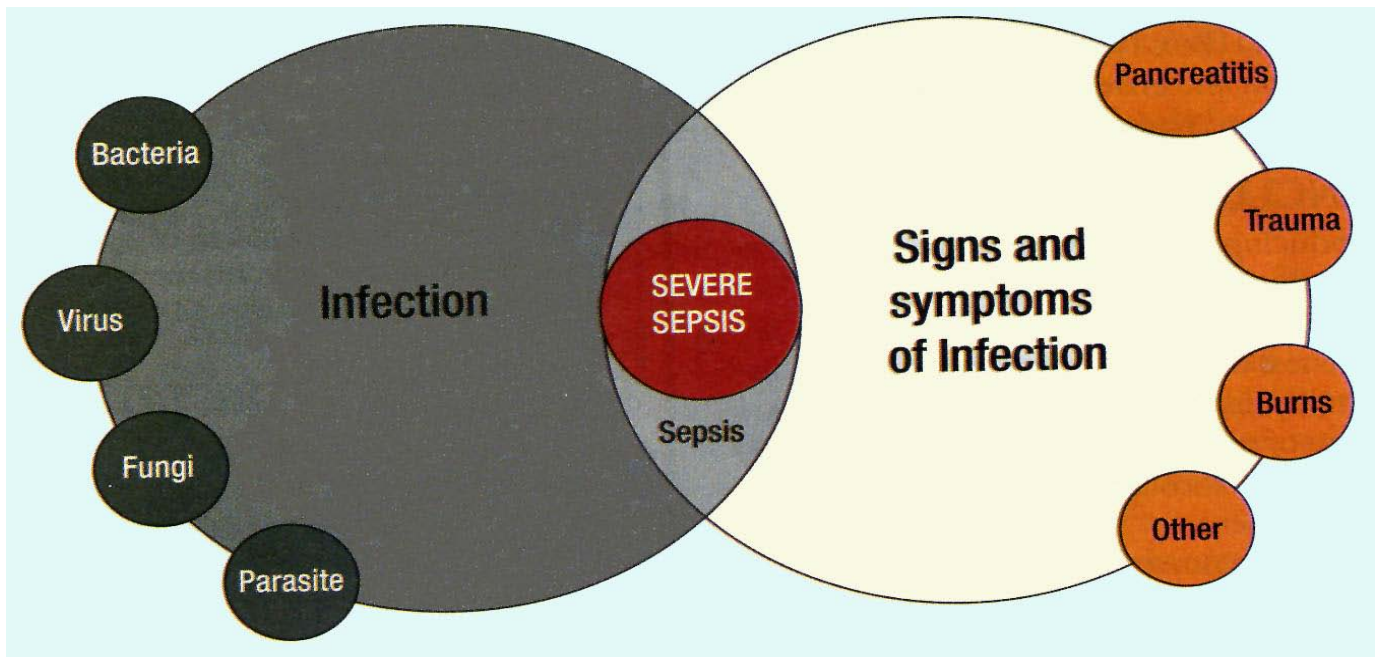 Bacteria
Virus
Fungi
Parasite
Infection
SEVERE
SEPSIS
Sepsis
Signs and
symptoms
of Infection
Pancreatitis
Trauma
Burns
Other